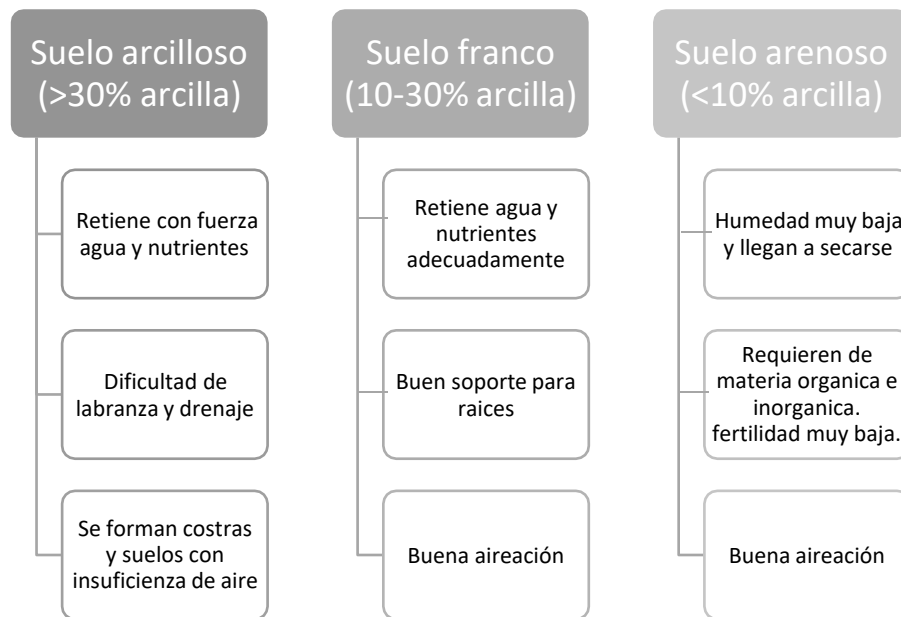 Suelo arcilloso
(>30% arcilla)
Retiene con fuerza
agua y nutrientes
Dificultad de
labranza y drenaje
Se forman costras
y suelos con
insuficienza de aire
Suelo franco
(10-30% arcilla)
Retiene agua y
nutrientes
adecuadamente
Buen soporte para
raices
Buena aireación
Suelo arenoso
(<10% arcilla)
Humedad muy baja
y llegan a secarse
Requieren de
materia organica e
inorganica.
fertilidad muy baja.
Buena aireación